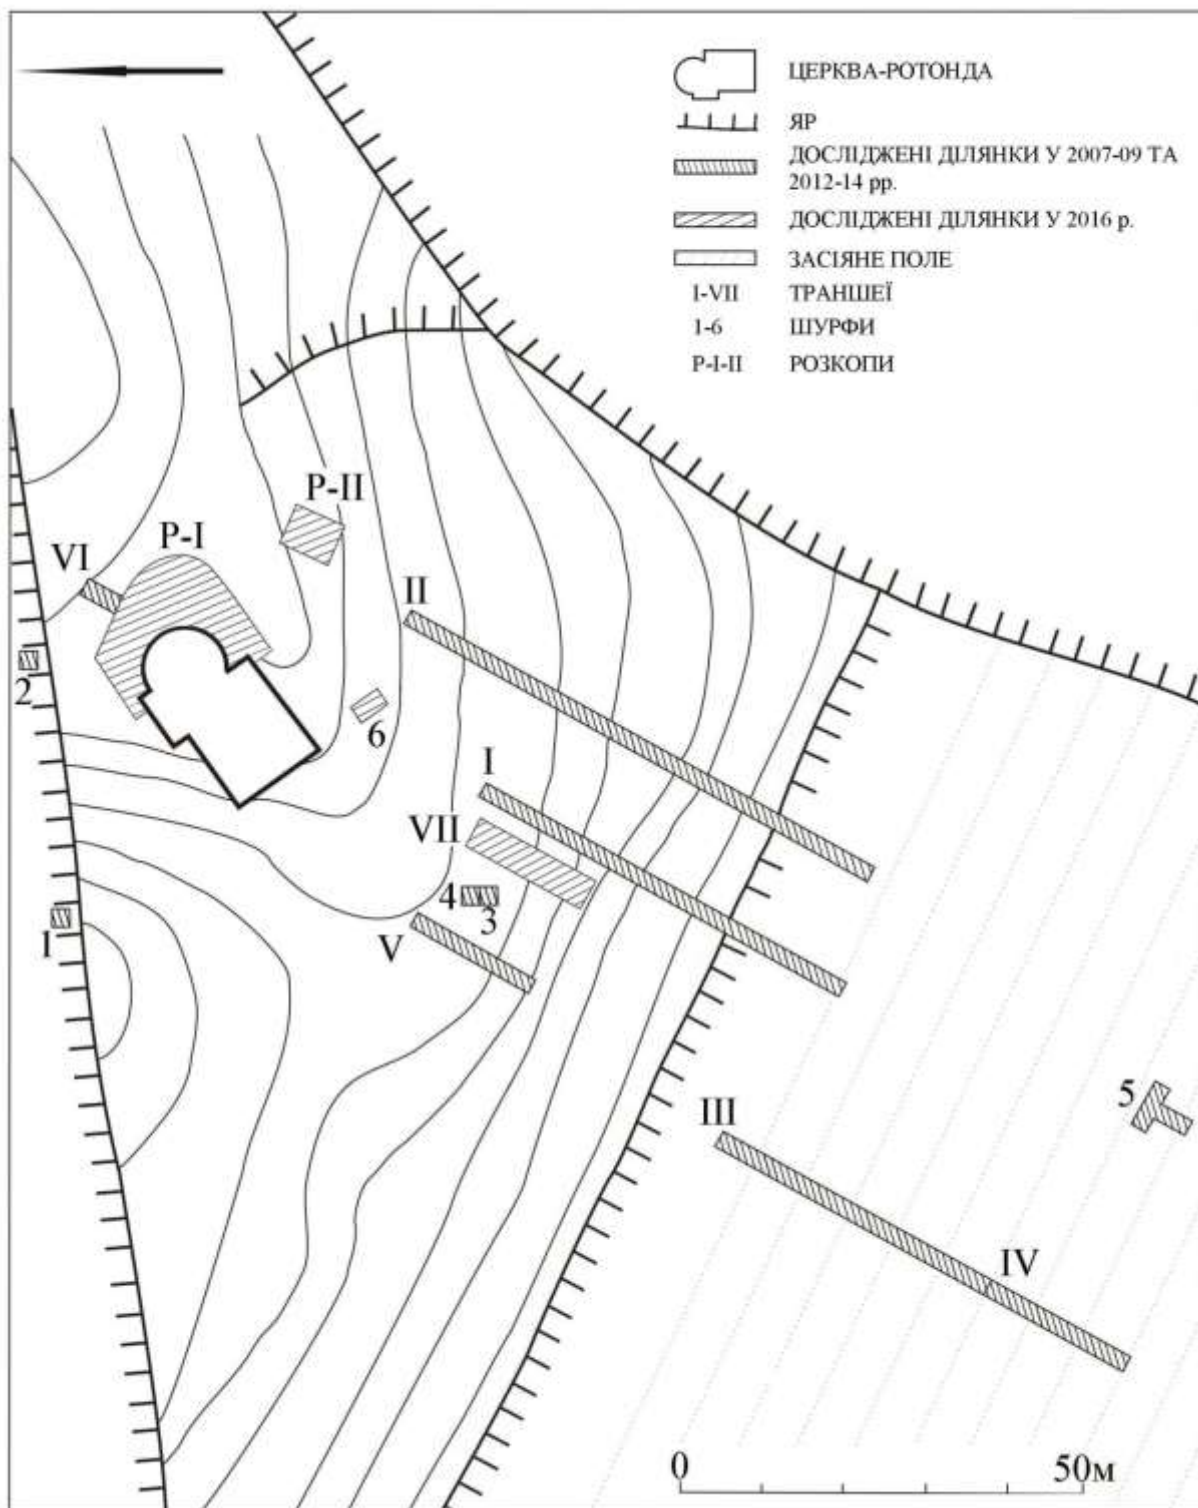 ЦЕРКВА-РОТОНДА
ЯР
ДОСЛІДЖЕНІ ДІЛЯНКИ У 2007-09 ТА
2012-14 рр.
ДОСЛІДЖЕНІ ДІЛЯНКИ У 2016 р.
ЗАСІЯНЕ ПОЛЕ
I-VII ТРАНШЕЇ
1-6 ШУРФИ
Р-I-II РОЗКОПИ
Р-II
Р-I
VI
II
2
6
I
VII
4
3
1
V
5
III
IV
0 50м